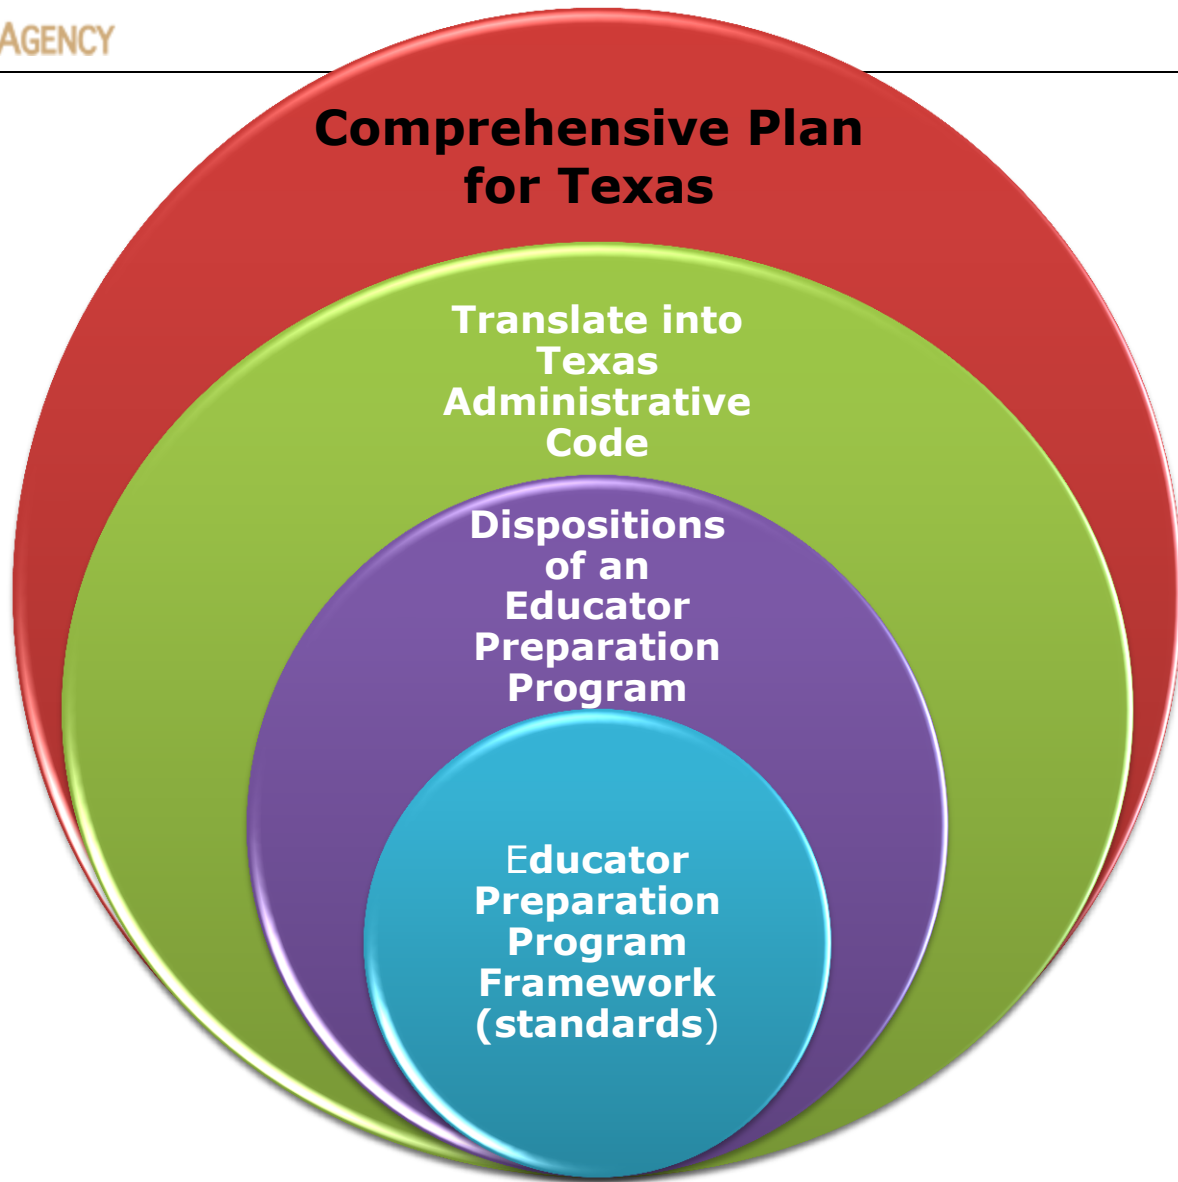 AGENCY
Comprehensive Plan
for Texas
Translate into
Texas
Administrative
Code
Dispositions
of an
Educator
Preparation
Program
Educator
Preparation
Program
Framework
(standards)